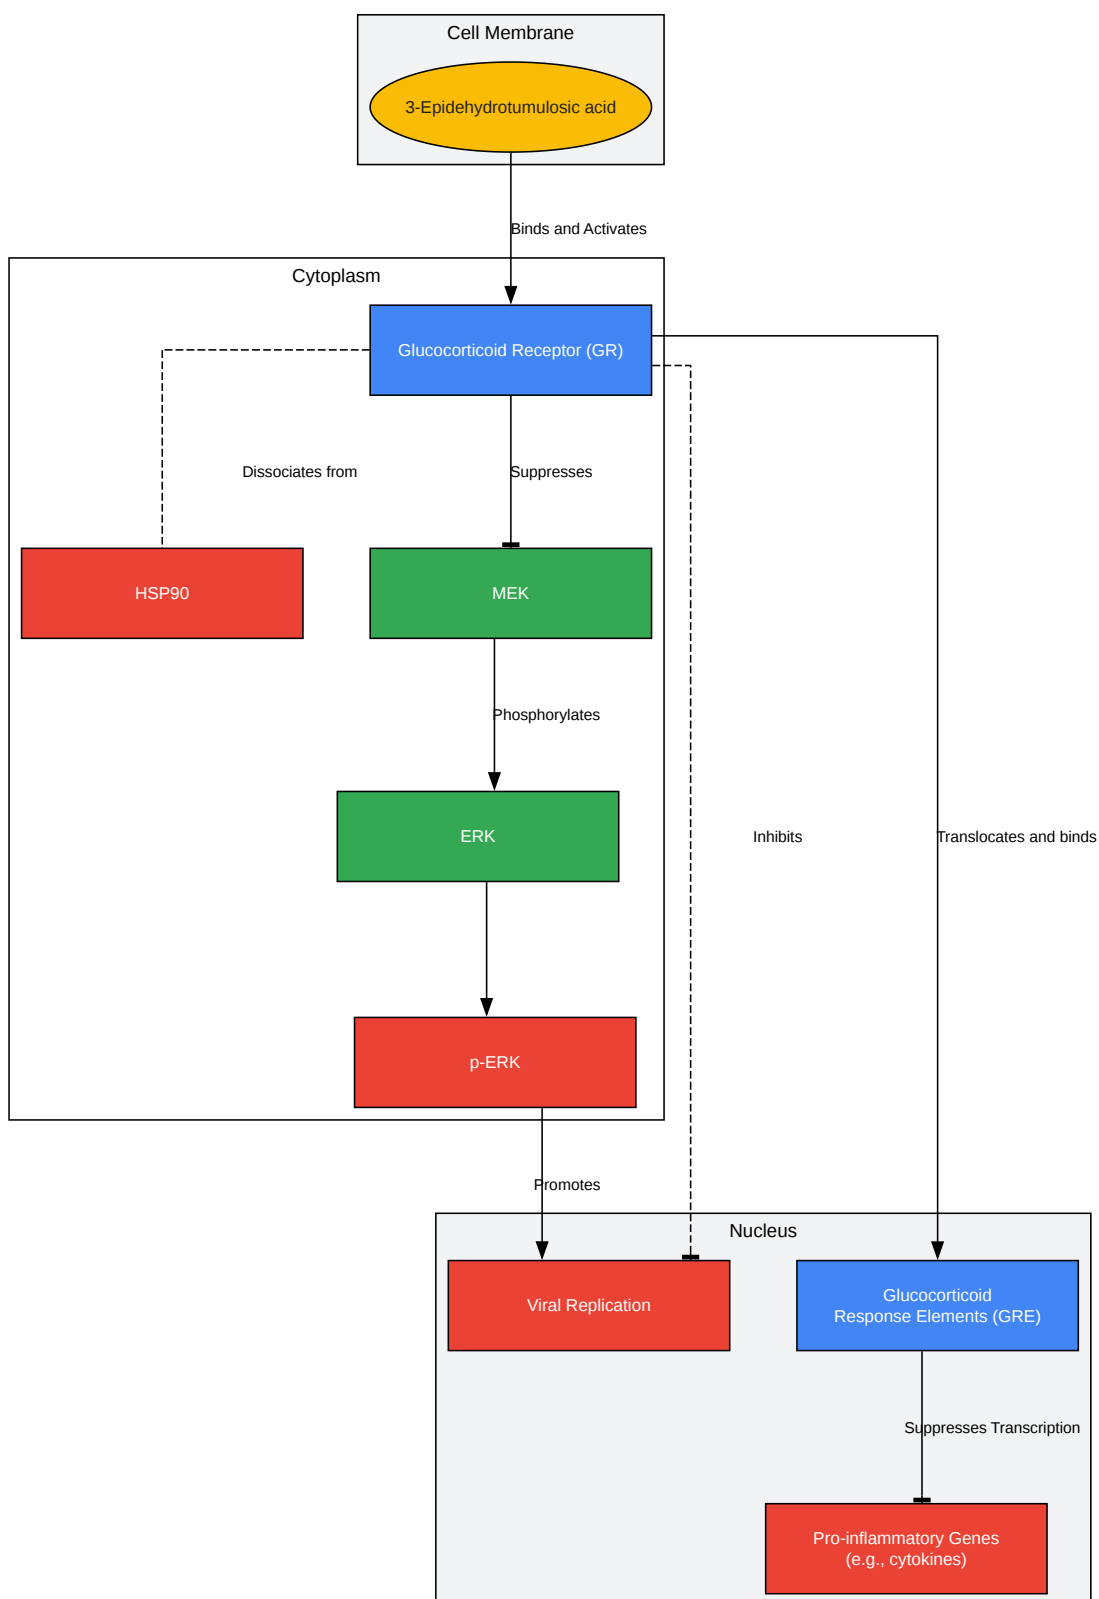 Cell Membrane
3-Epidehydrotumulosic acid
Binds and Activates
Cytoplasm
Glucocorticoid Receptor (GR)
Dissociates from
Suppresses
HSP90
MEK
Phosphorylates
ERK
Inhibits
Translocates and binds
p-ERK
Promotes
Nucleus
Viral Replication
Glucocorticoid
Response Elements (GRE)
Suppresses Transcription
Pro-inflammatory Genes
(e.g., cytokines)